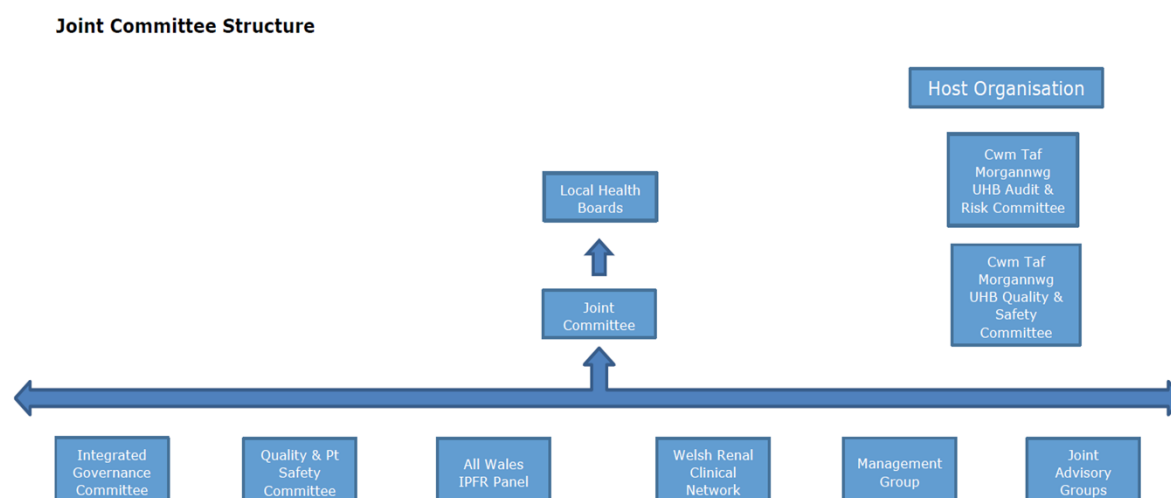 Joint Committee Structure
Host Organisation
Cwm Taf
Morgannwg
UHB Audit &
Risk Committee
Local Health
Boards
Cwm Taf
Morgannwg
UHB Quality &
Safety
Committee
Joint
Committee
Integrated
Governance
Committee
Quality & Pt
Safety
Committee
All Wales
IPFR Panel
Welsh Renal
Clinical
Network
Management
Group
Joint
Advisory
Groups